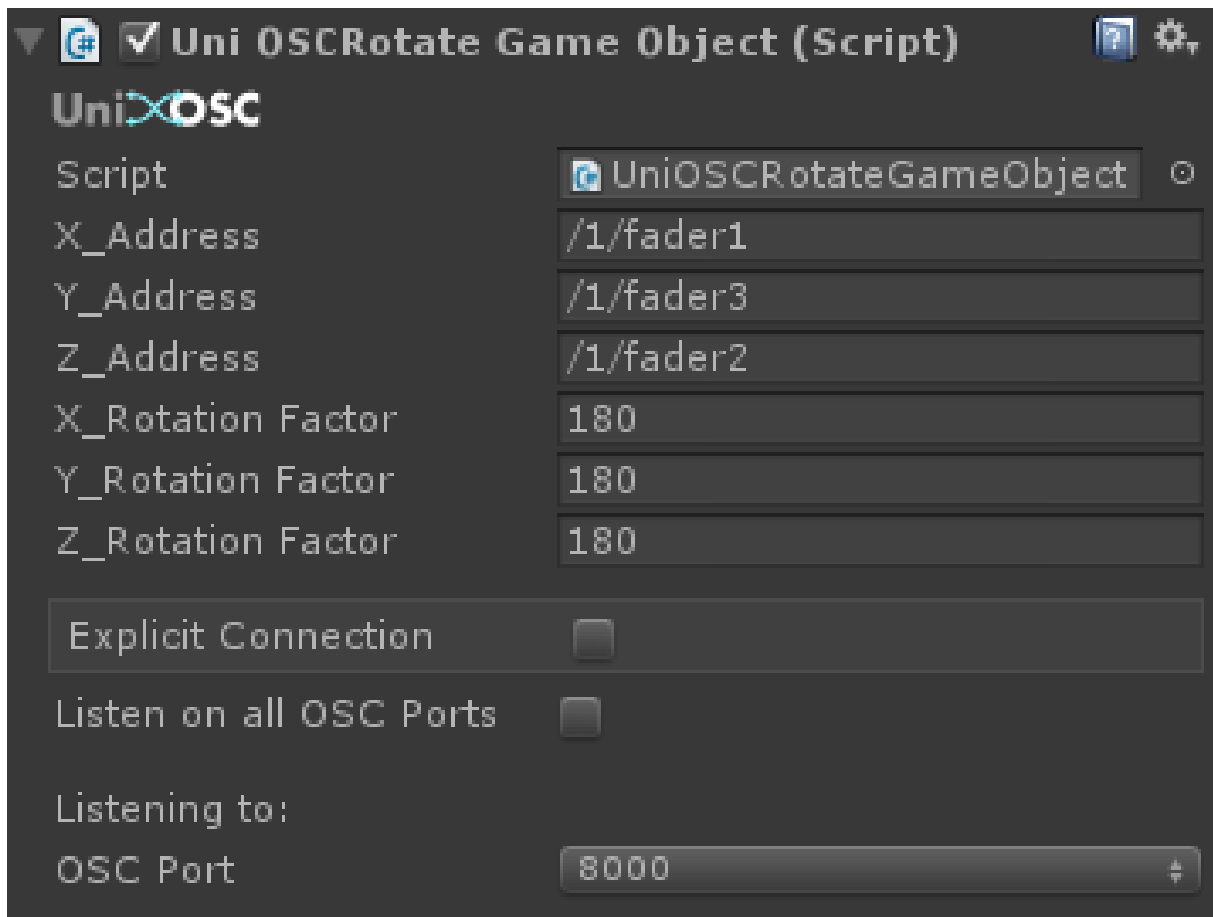 Uni OSCRotate Game Object (Script)
UniOSC
Script UniOSCRotateGameObject
X_Address /1/fader1
Y_Address /1/fader3
Z_Address /1/fader2
X_Rotation Factor 180
Y_Rotation Factor 180
Z_Rotation Factor 180
Explicit Connection
Listen on all OSC Ports
Listening to:
OSC Port 8000